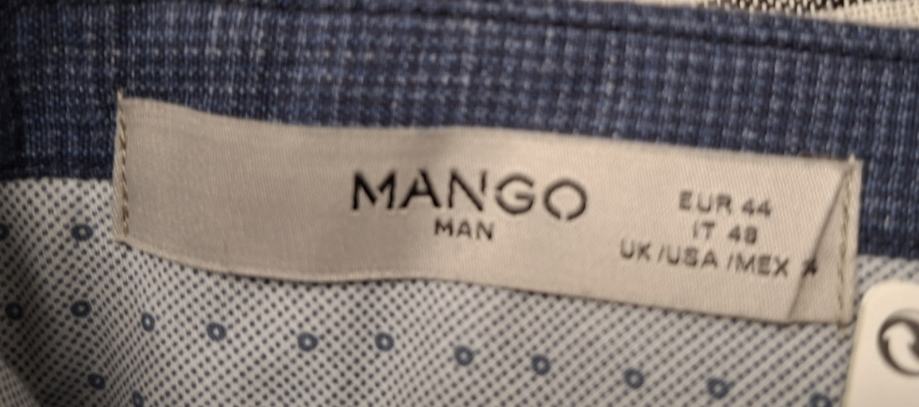 MANGO
MAN
EUR 44
IT 48
UK/USA/MEX